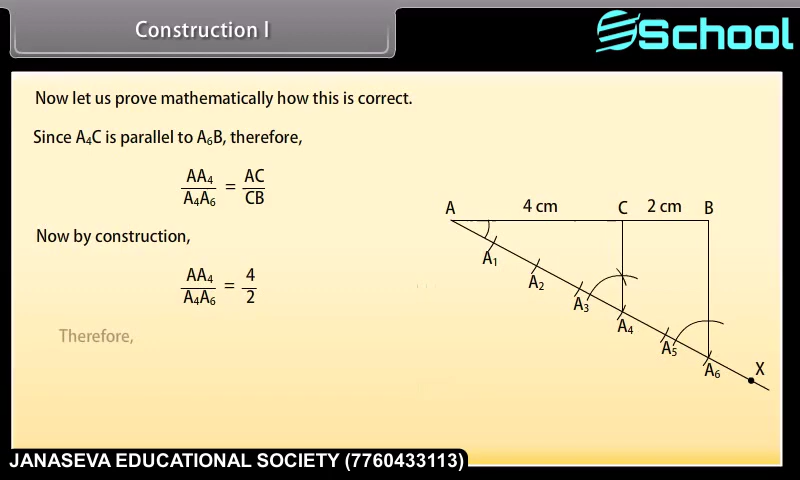 Construction I
School
Now let us prove mathematically how this is correct.
Since A₄C is parallel to A₆B, therefore,
AA₄ / A₄A₆ = AC / CB
Now by construction,
AA₄ / A₄A₆ = 4 / 2
Therefore,
A 4 cm C 2 cm B
A₁
A₂
A₃
A₄
A₅
A₆
X
JANASEVA EDUCATIONAL SOCIETY (7760433113)